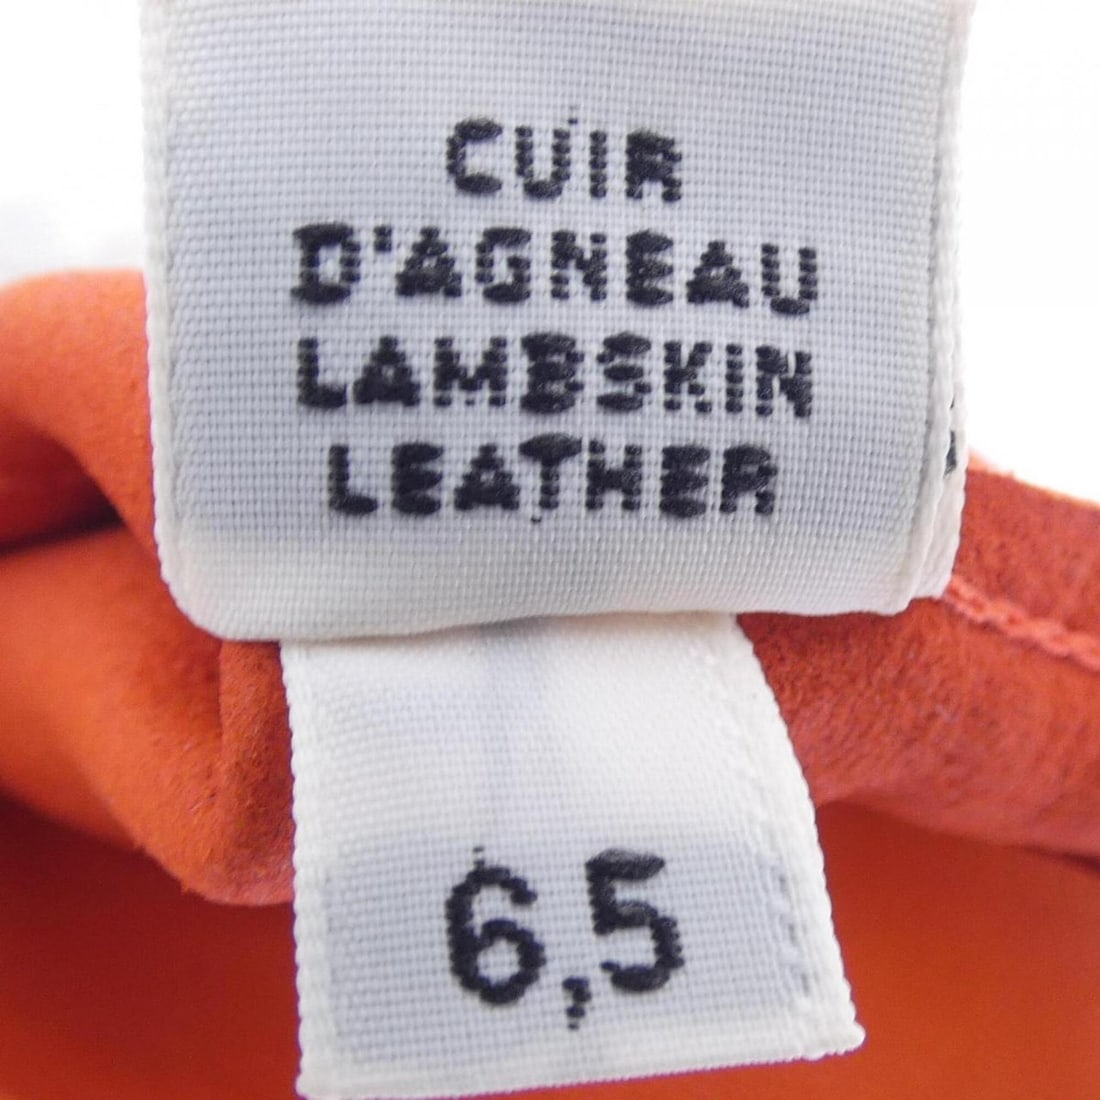 CUIR
D'AGNEAU
LAMBSKIN
LEATHER
6,5